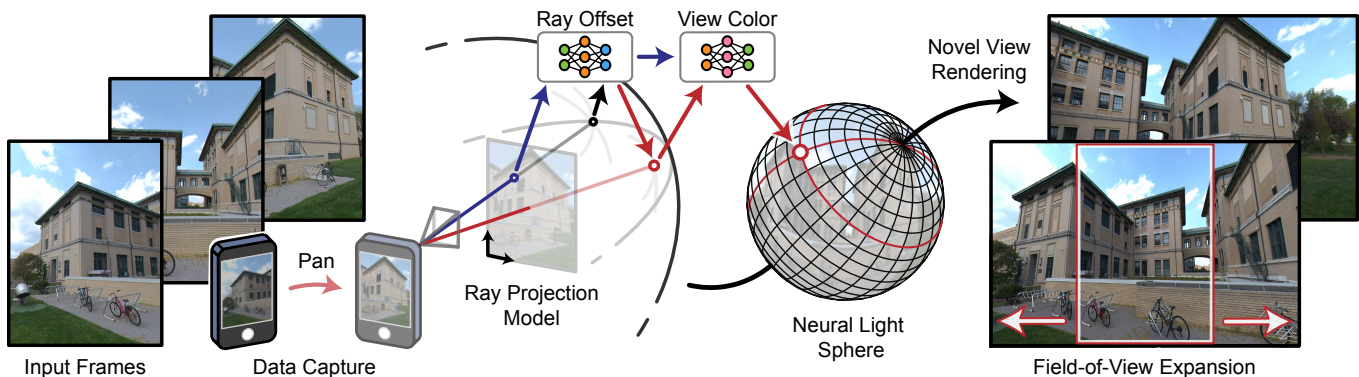 Ray Offset
View Color
Novel View
Rendering
Pan
Ray Projection
Model
Neural Light
Sphere
Input Frames
Data Capture
Field-of-View Expansion